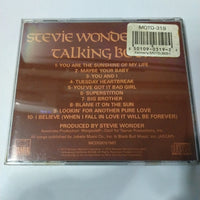 MOTD-319
STEVIE WONDER
TALKING BO
1-YOU ARE THE SUNSHINE OF MY LIFE
2-MAYBE YOUR BABY
3-YOU AND I
4-TUESDAY HEARTBREAK
5-YOU'VE GOT IT BAD GIRL
6-SUPERSTITION
7-BIG BROTHER
8-BLAME IT ON THE SUN
9-LOOKIN' FOR ANOTHER PURE LOVE
10-I BELIEVE (WHEN I FALL IN LOVE IT WILL BE FOREVER)
PRODUCED BY STEVIE WONDER